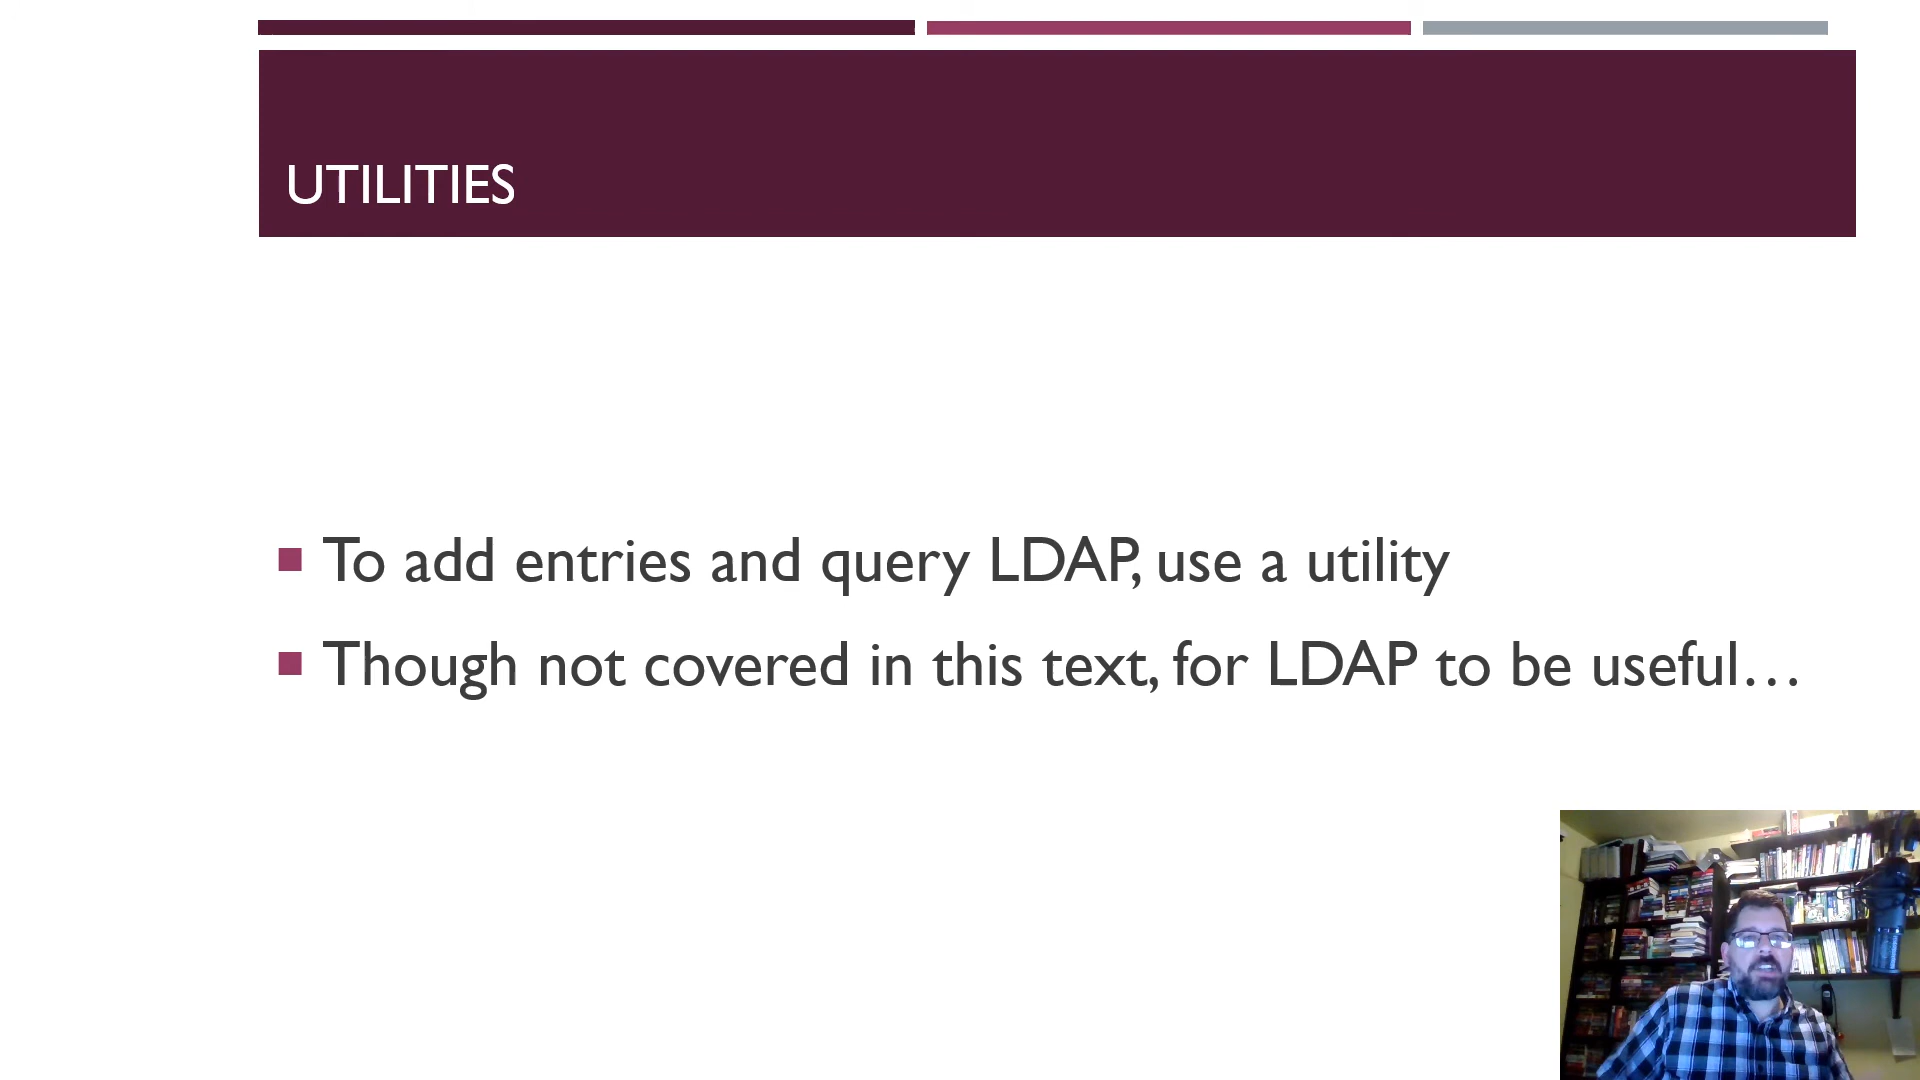 UTILITIES
To add entries and query LDAP, use a utility
Though not covered in this text, for LDAP to be useful…